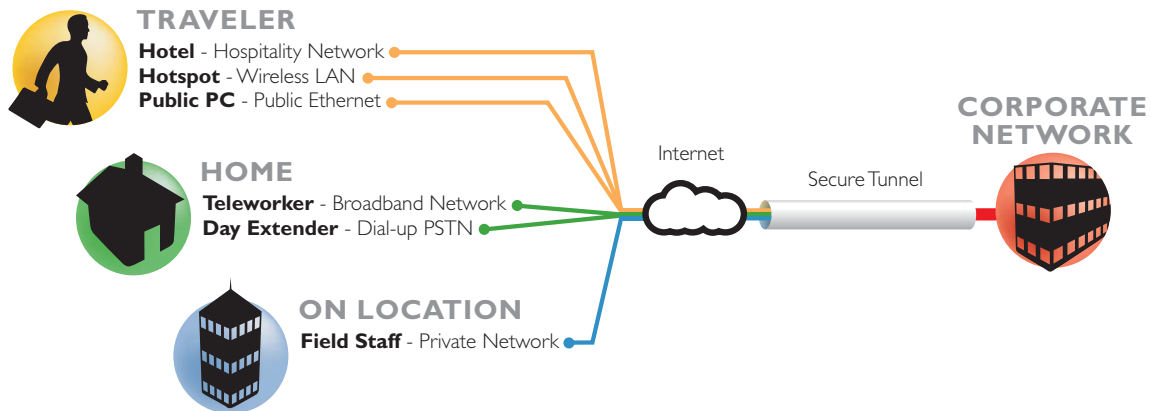 TRAVELER
Hotel - Hospitality Network
Hotspot - Wireless LAN
Public PC - Public Ethernet
HOME
Teleworker - Broadband Network
Day Extender - Dial-up PSTN
ON LOCATION
Field Staff - Private Network
Internet
Secure Tunnel
CORPORATE
NETWORK